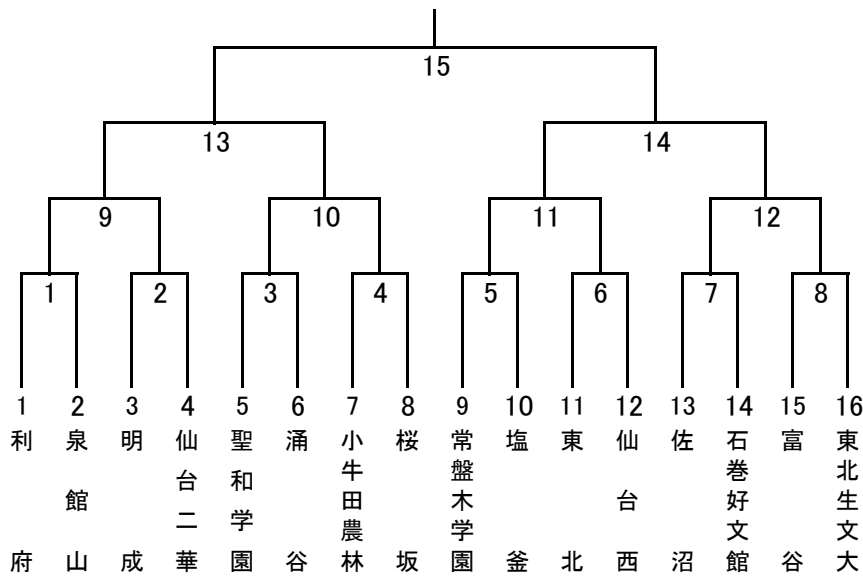 15
13 14
9 10 11 12
1 2 3 4 5 6 7 8
1 2 3 4 5 6 7 8 9 10 11 12 13 14 15 16
利府
泉館山
明成
仙台二華
聖和学園
涌谷
小牛田農林
桜坂
常盤木学園
塩釜
東北
仙台西
佐沼
石巻好文館
富谷
東北生文大